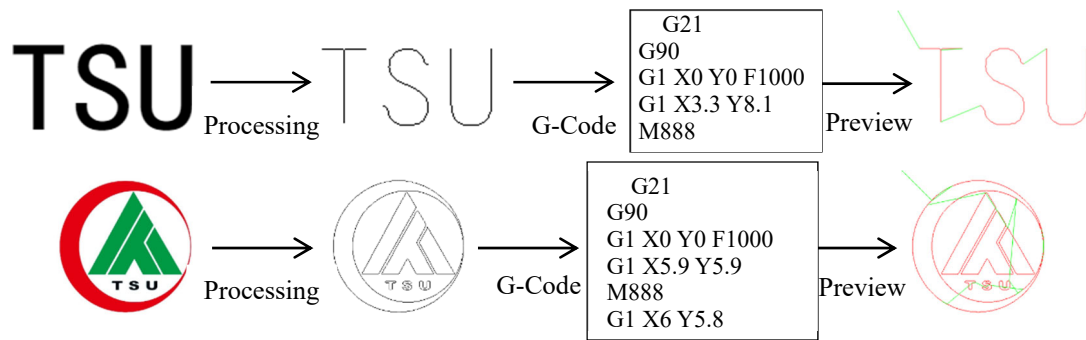 TSU
Processing
TSU
G-Code
G21
G90
G1 X0 Y0 F1000
G1 X3.3 Y8.1
M888
Preview
TSU
TSU
Processing
TSU
G-Code
G21
G90
G1 X0 Y0 F1000
G1 X5.9 Y5.9
M888
G1 X6 Y5.8
Preview
TSU